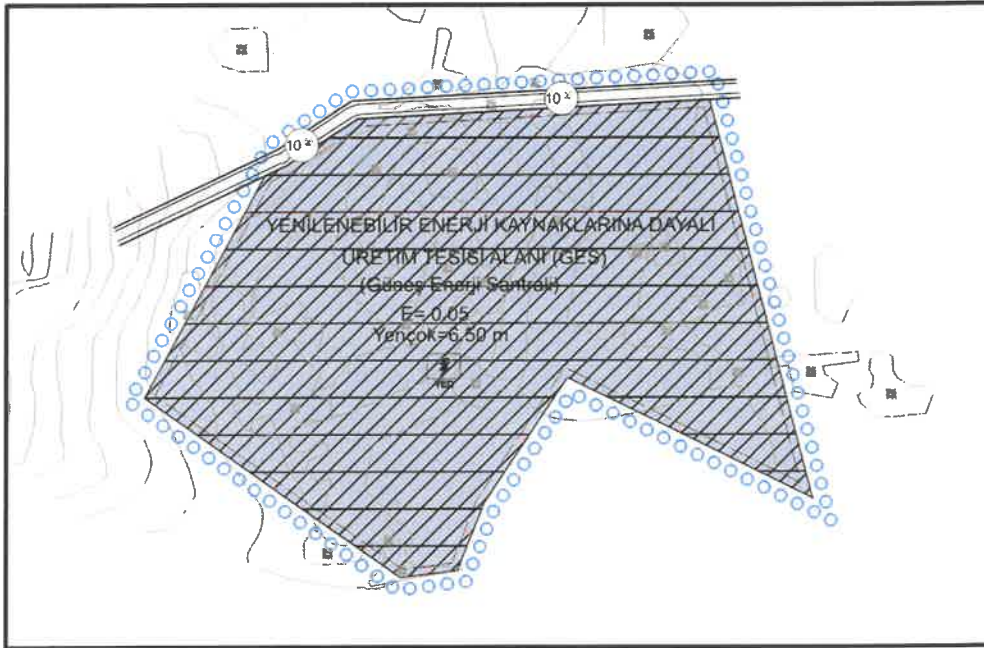 10
10
YENİLENEBİLİR ENERJİ KAYNAKLARINA DAYALI
ÜRETİM TESİSİ ALANI (GES)
(Güneş Enerji Santrali)
E= 0.05
Yençok=6.50 m